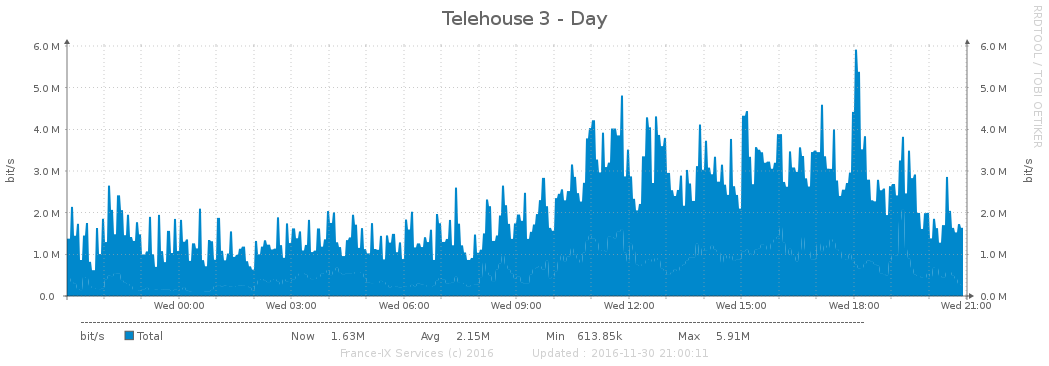 Telehouse 3 - Day
RRDTOOL / TOBI OETIKER
6.0 M 6.0 M
5.0 M 5.0 M
4.0 M 4.0 M
3.0 M 3.0 M
2.0 M 2.0 M
1.0 M 1.0 M
0.0 0.0 M
bit/s bit/s
Wed 00:00 Wed 03:00 Wed 06:00 Wed 09:00 Wed 12:00 Wed 15:00 Wed 18:00 Wed 21:00
bit/s Total Now 1.63M Avg 2.15M Min 613.85k Max 5.91M
France-IX Services (c) 2016 Updated : 2016-11-30 21:00:11